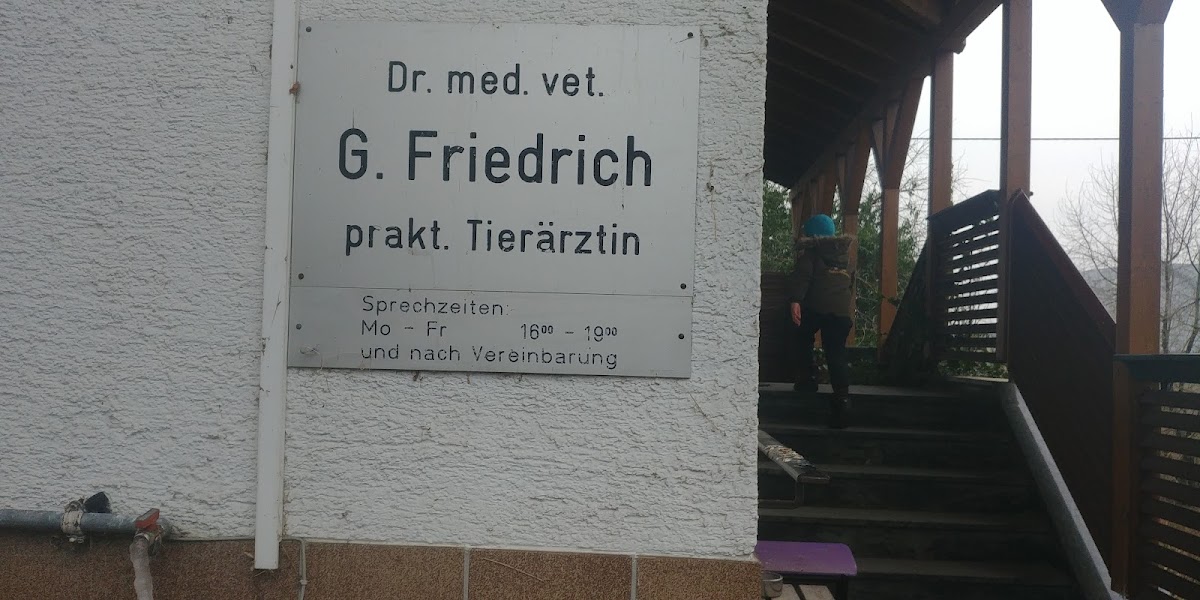 Dr. med. vet.
G. Friedrich
prakt. Tierärztin
Sprechzeiten:
Mo - Fr 16⁰⁰ - 19⁰⁰
und nach Vereinbarung